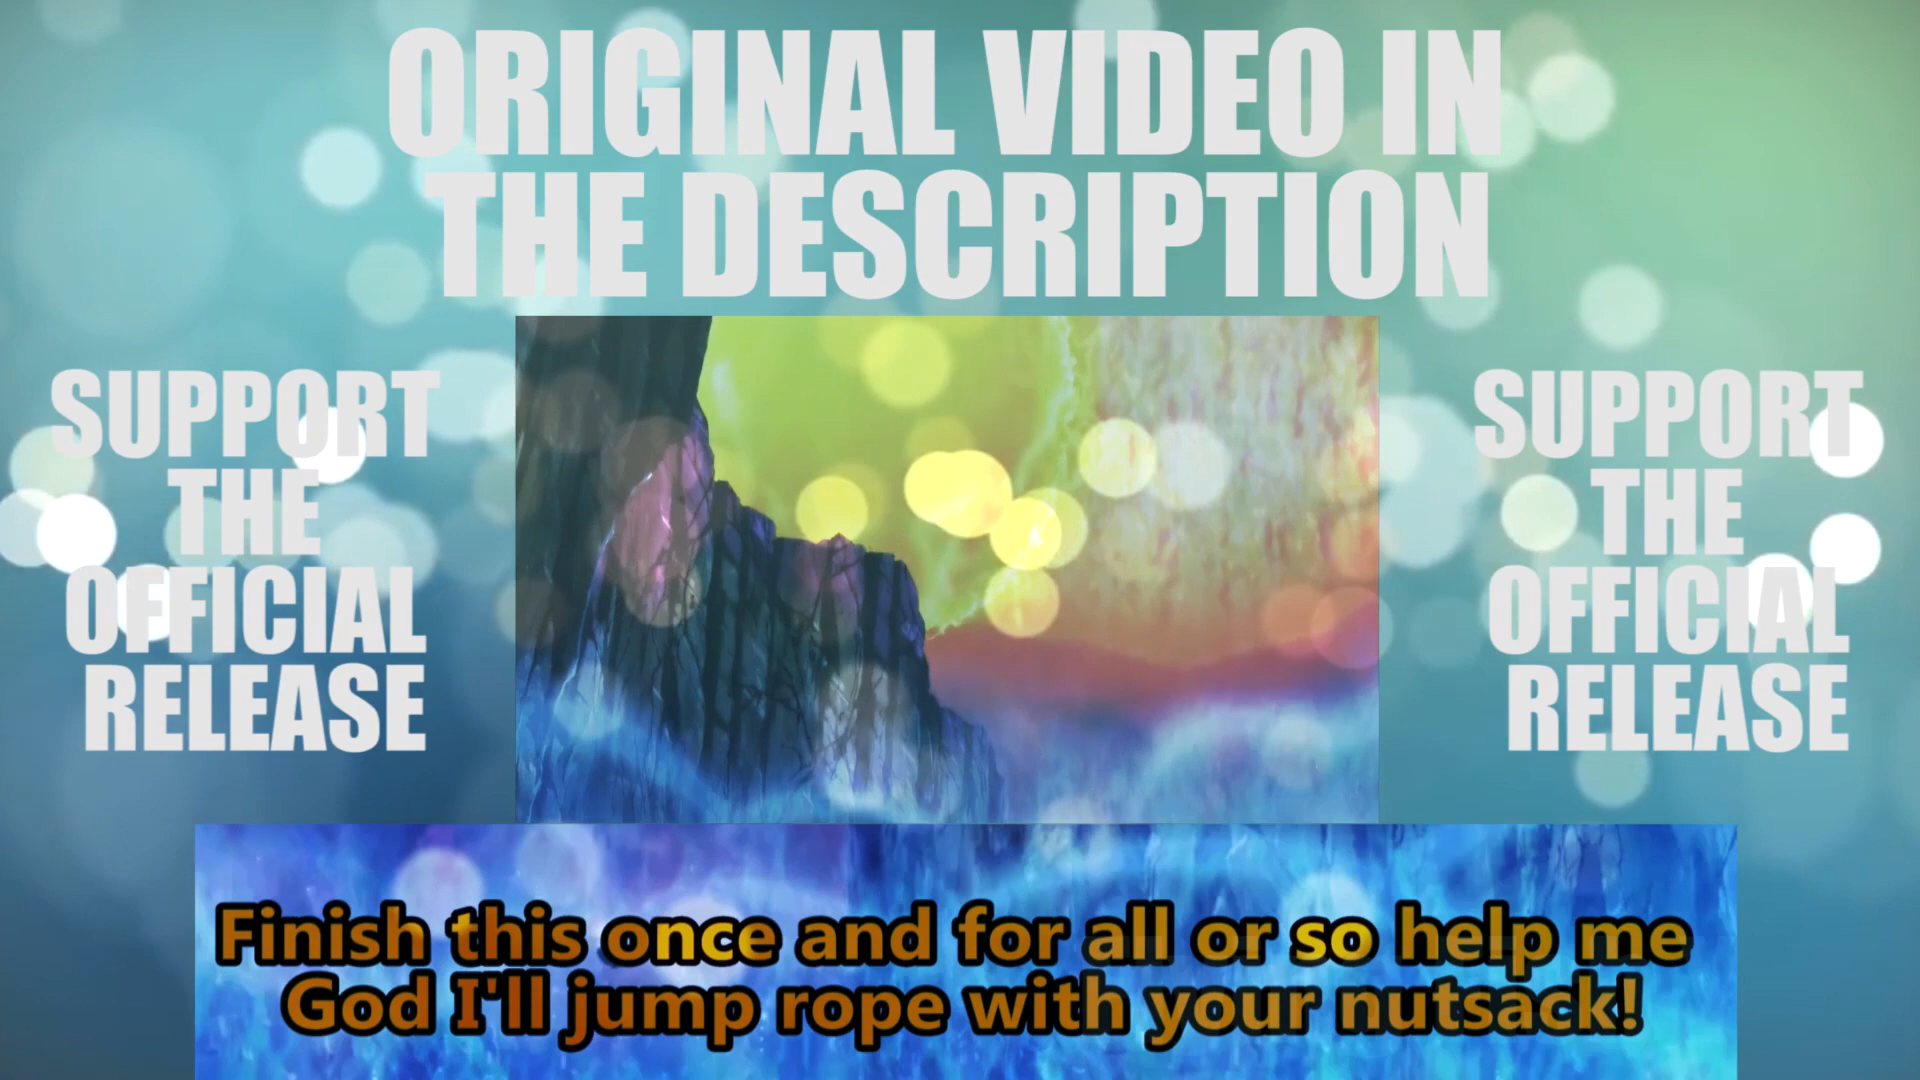 ORIGINAL VIDEO IN
THE DESCRIPTION
SUPPORT
THE
OFFICIAL
RELEASE
SUPPORT
THE
OFFICIAL
RELEASE
Finish this once and for all or so help me
God I'll jump rope with your nutsack!